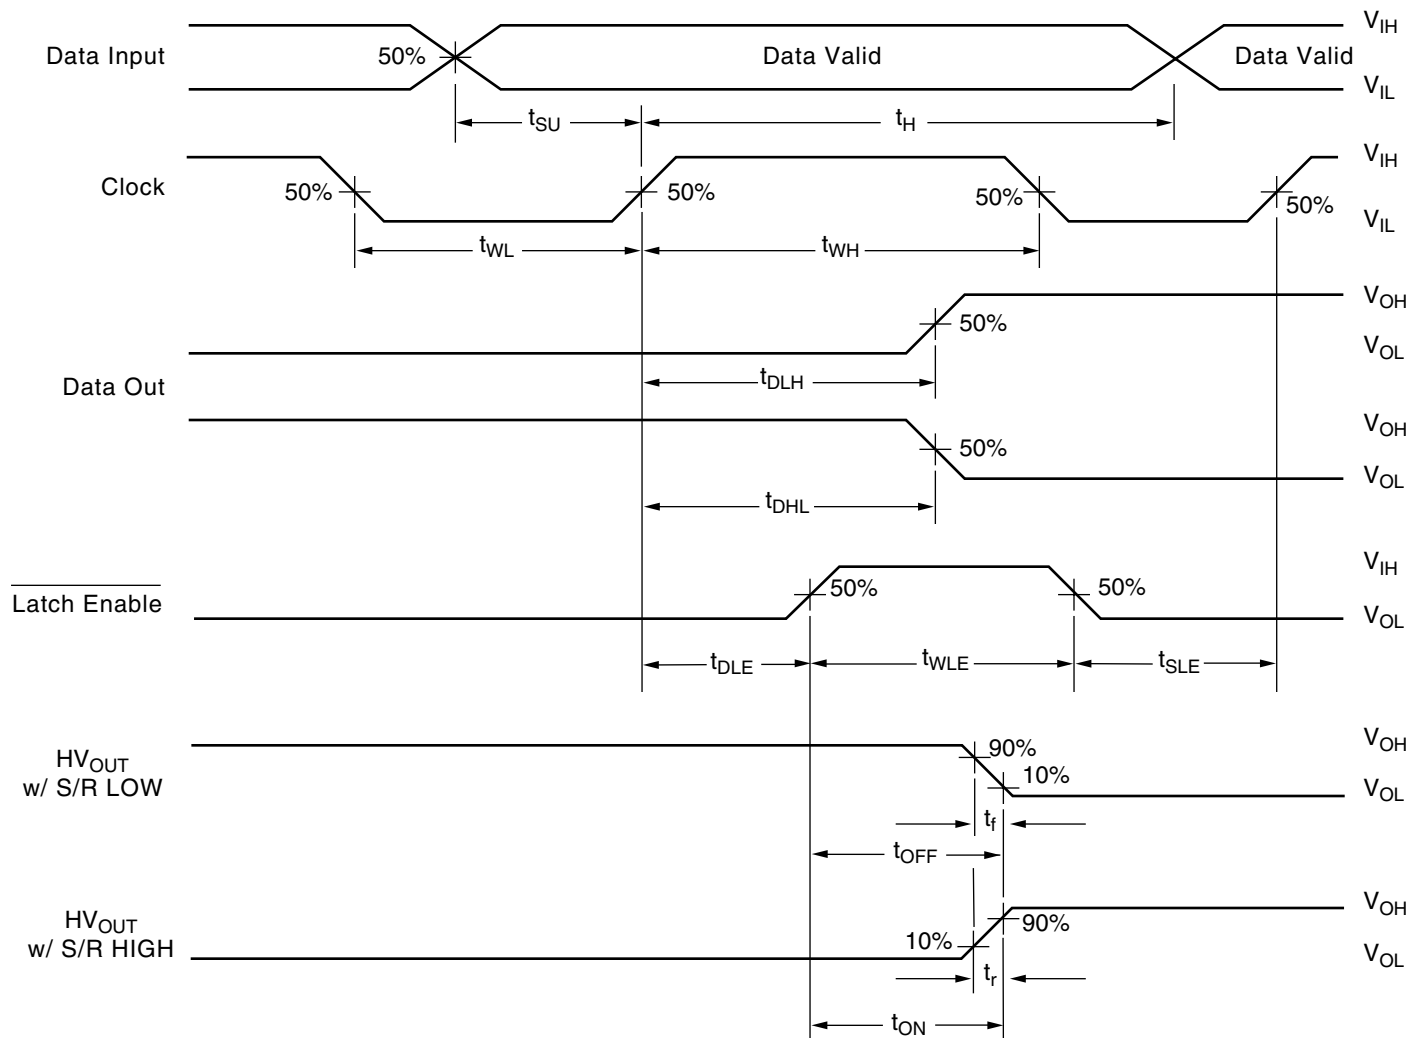 V_IH
Data Input 50% Data Valid Data Valid
V_IL
t_SU t_H
V_IH
Clock 50% 50% 50% 50%
V_IL
t_WL t_WH
V_OH
50%
V_OL
t_DLH
Data Out
V_OH
50%
V_OL
t_DHL
V_IH
Latch Enable 50% 50%
V_OL
t_DLE t_WLE t_SLE
V_OH
HV_OUT 90%
w/ S/R LOW 10%
V_OL
t_f
t_OFF
V_OH
HV_OUT 90%
w/ S/R HIGH 10%
V_OL
t_r
t_ON